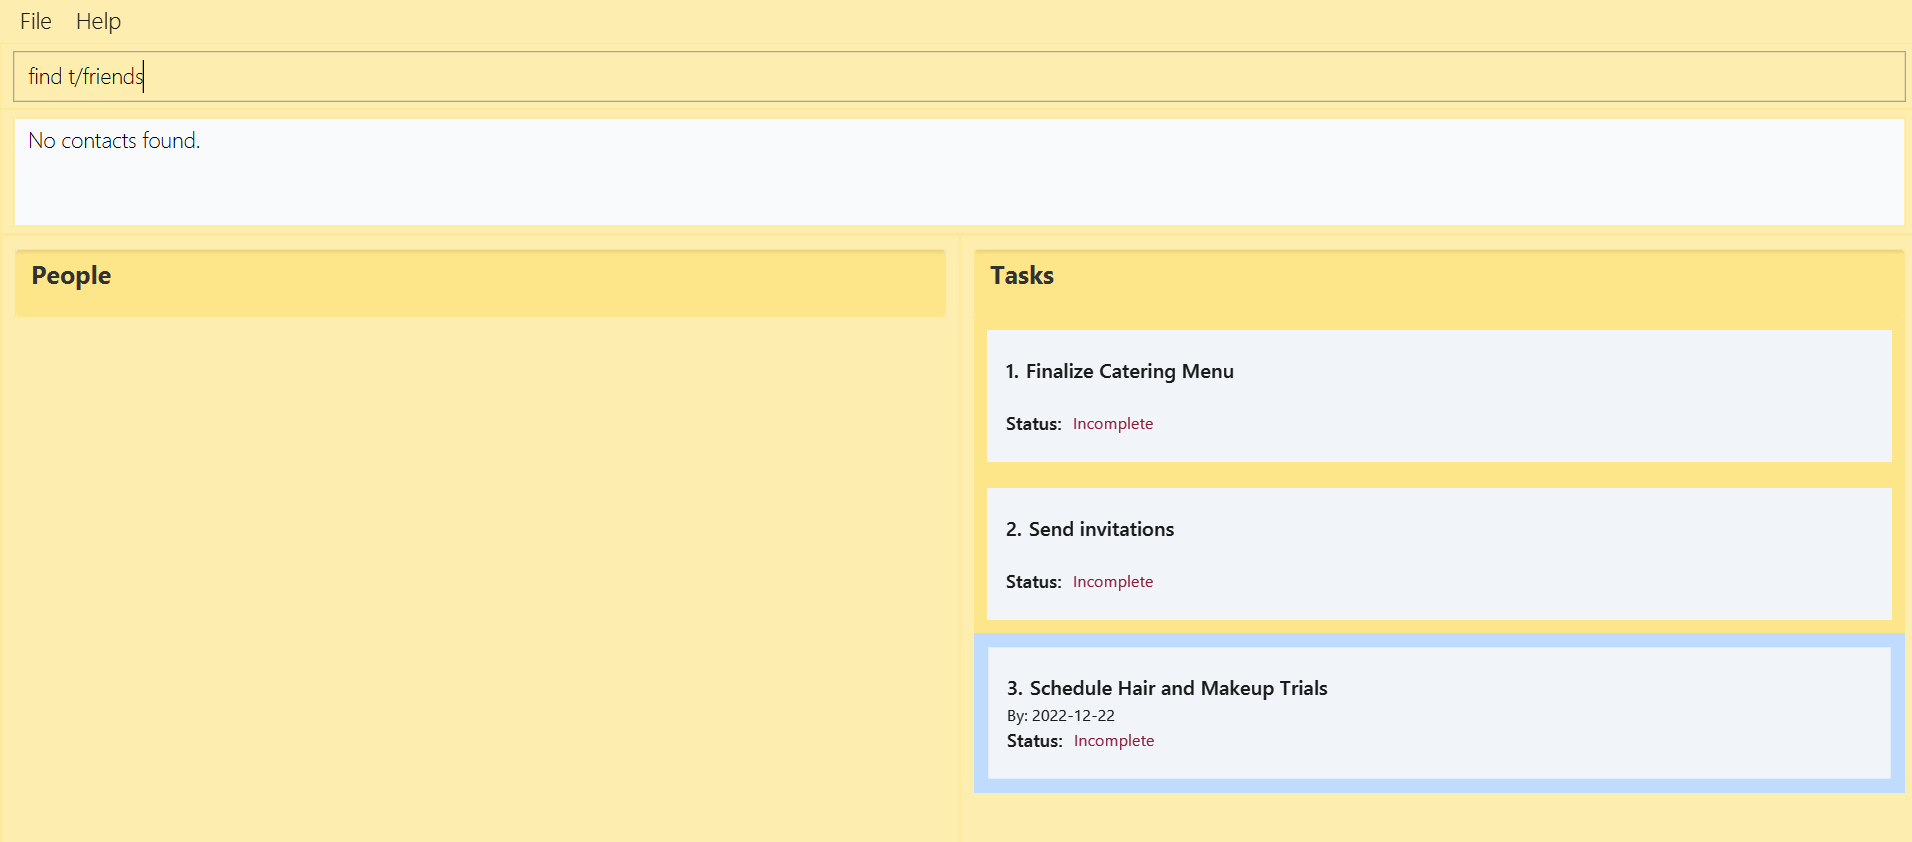 File Help
find t/friends
No contacts found.
People
Tasks
1. Finalize Catering Menu
Status: Incomplete
2. Send invitations
Status: Incomplete
3. Schedule Hair and Makeup Trials
By: 2022-12-22
Status: Incomplete